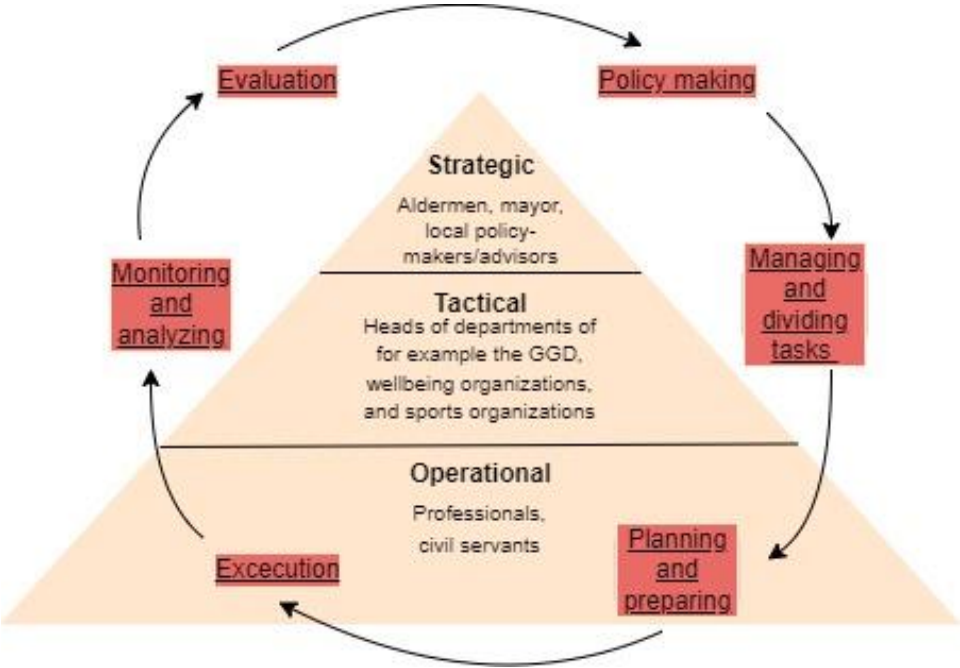 Evaluation
Policy making
Strategic
Aldermen, mayor,
local policy-
makers/advisors
Monitoring
and
analyzing
Managing
and
dividing
tasks
Tactical
Heads of departments of
for example the GGD,
wellbeing organizations,
and sports organizations
Operational
Professionals,
civil servants
Excecution
Planning
and
preparing